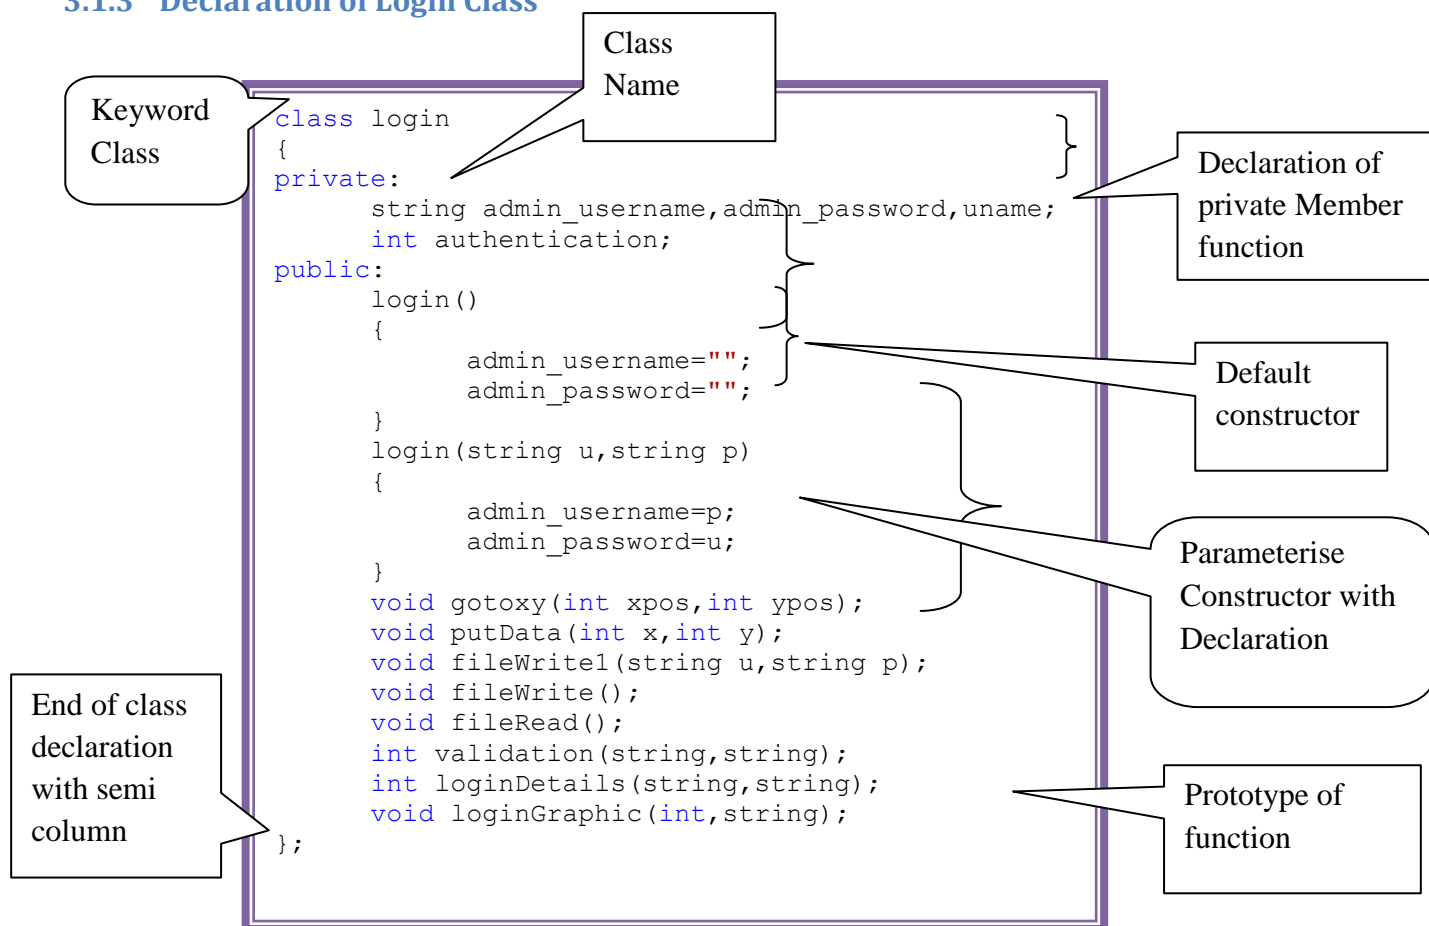 3.1.3 Declaration of Login Class
Class
Name
Keyword
Class
class login
{
private:
string admin_username,admin_password,uname;
int authentication;
public:
login()
{
admin_username="";
admin_password="";
}
login(string u,string p)
{
admin_username=p;
admin_password=u;
}
void gotoxy(int xpos,int ypos);
void putData(int x,int y);
void fileWrite1(string u,string p);
void fileWrite();
void fileRead();
int validation(string,string);
int loginDetails(string,string);
void loginGraphic(int,string);
};
Declaration of
private Member
function
Default
constructor
Parameterise
Constructor with
Declaration
End of class
declaration
with semi
column
Prototype of
function